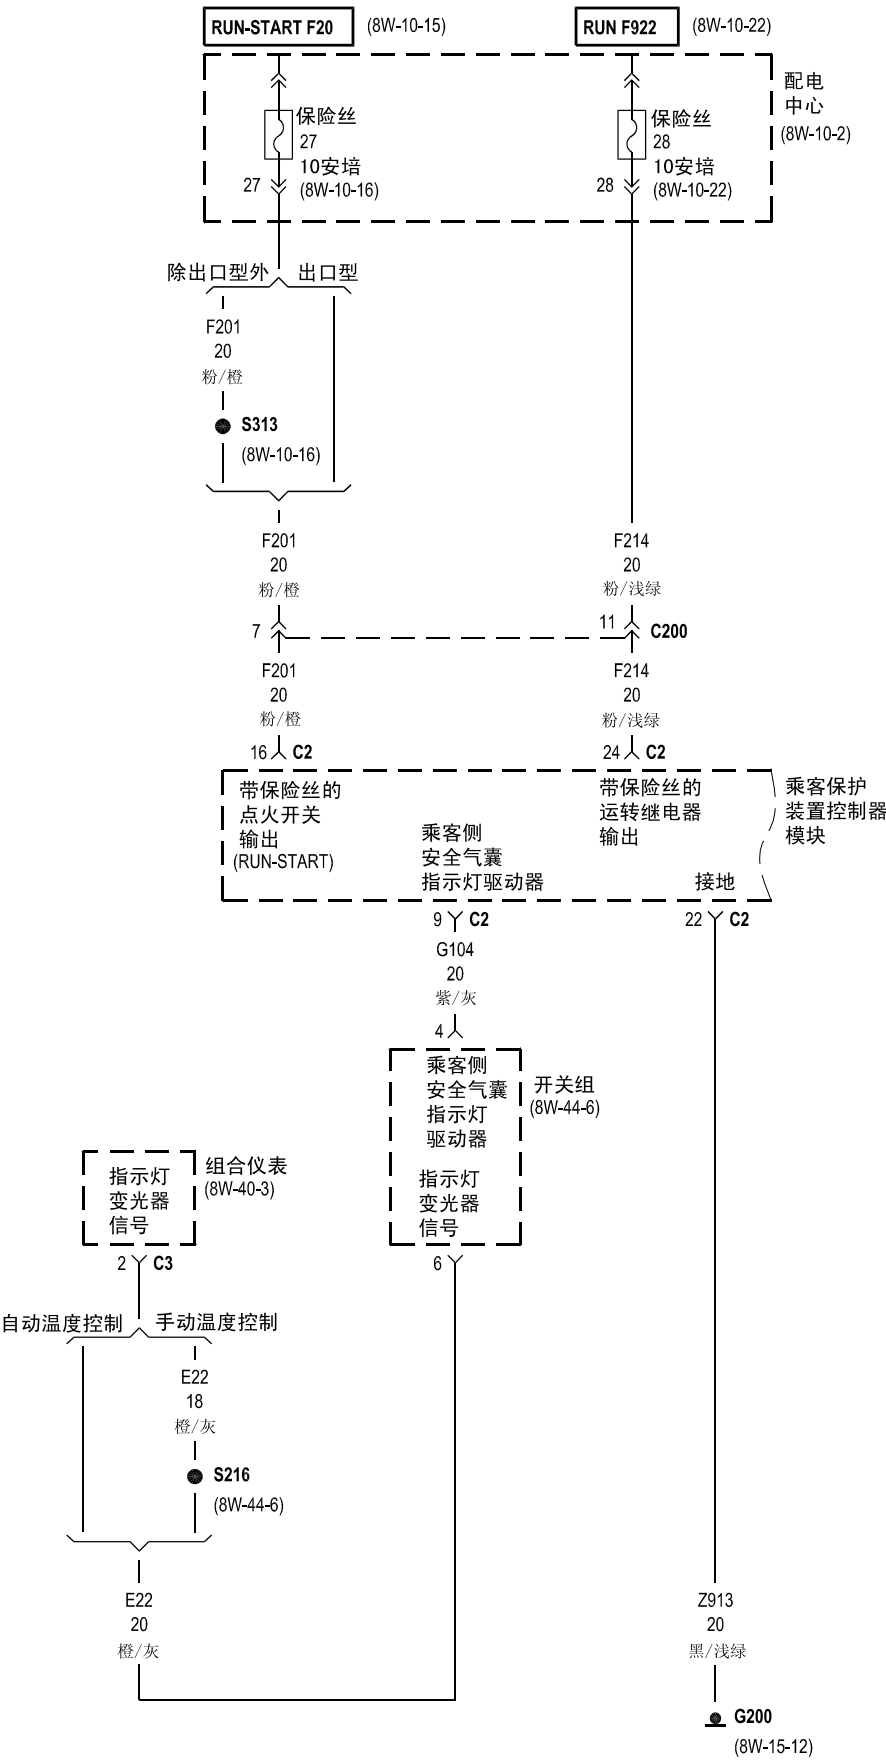 RUN-START F20 (8W-10-15)
RUN F922 (8W-10-22)
配电
中心
(8W-10-2)
保险丝
27
10安培
(8W-10-16)
27
保险丝
28
10安培
(8W-10-22)
28
除出口型外 出口型
F201
20
粉/橙
S313
(8W-10-16)
F201
20
粉/橙
F214
20
粉/浅绿
7
11
C200
F201
20
粉/橙
F214
20
粉/浅绿
16 C2
24 C2
带保险丝的
点火开关
输出
(RUN-START)
乘客侧
安全气囊
指示灯驱动器
带保险丝的
运转继电器
输出
接地
乘客保护
装置控制器
模块
9 C2
22 C2
G104
20
紫/灰
4
乘客侧
安全气囊
指示灯
驱动器
指示灯
变光器
信号
开关组
(8W-44-6)
指示灯
变光器
信号
组合仪表
(8W-40-3)
2 C3
6
自动温度控制 手动温度控制
E22
18
橙/灰
S216
(8W-44-6)
E22
20
橙/灰
Z913
20
黑/浅绿
G200
(8W-15-12)